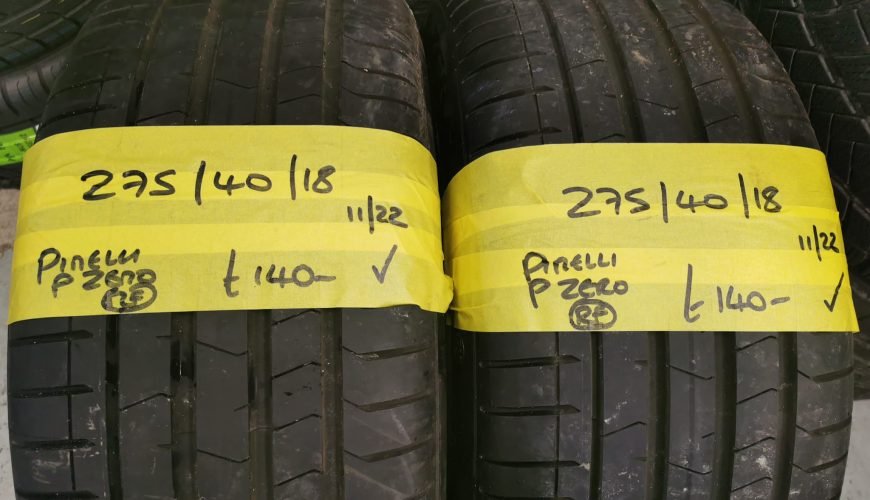 275/40/18
11/22
PIRELLI
P ZERO
RF
£140- ✓
275/40/18
11/22
PIRELLI
P ZERO
RF
£140- ✓